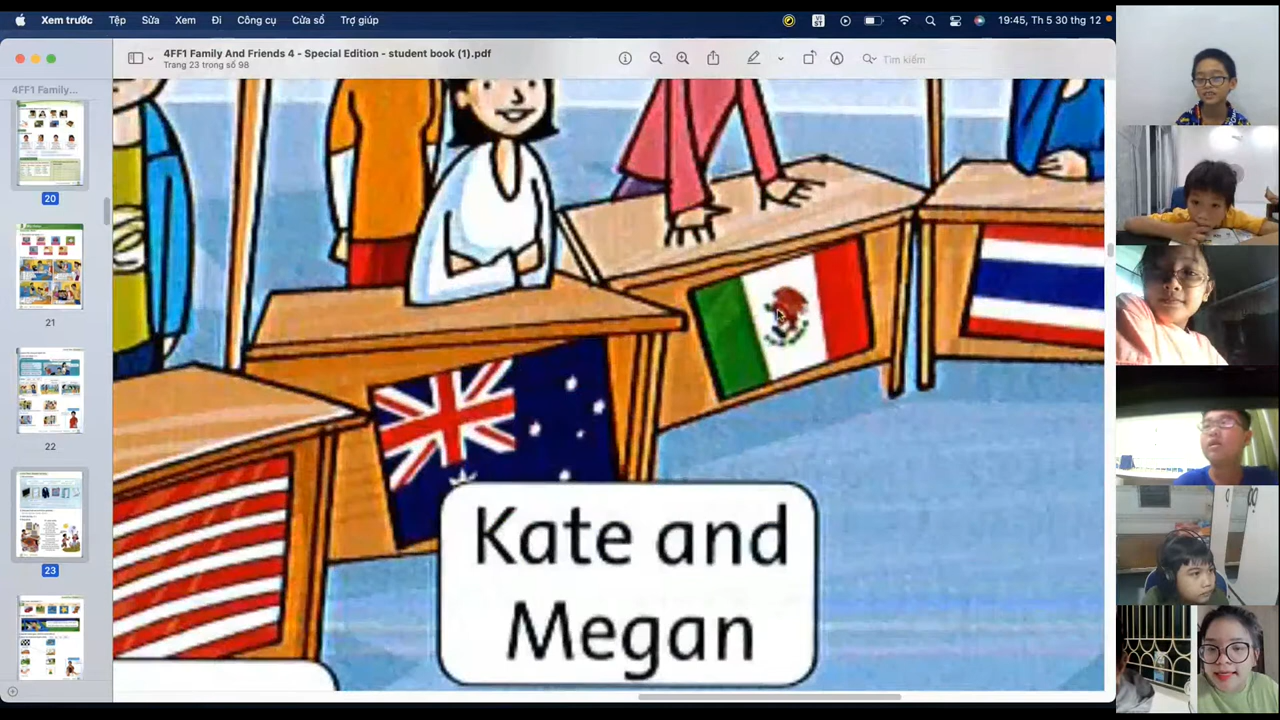 Xem trước Tệp Sửa Xem Đi Công cụ Cửa sổ Trợ giúp
VI
ST
19:45, Th 5 30 thg 12
4FF1 Family And Friends 4 - Special Edition - student book (1).pdf
Trang 23 trong số 98
Tìm kiếm
4FF1 Family...
20
21
22
23
Kate and
Megan